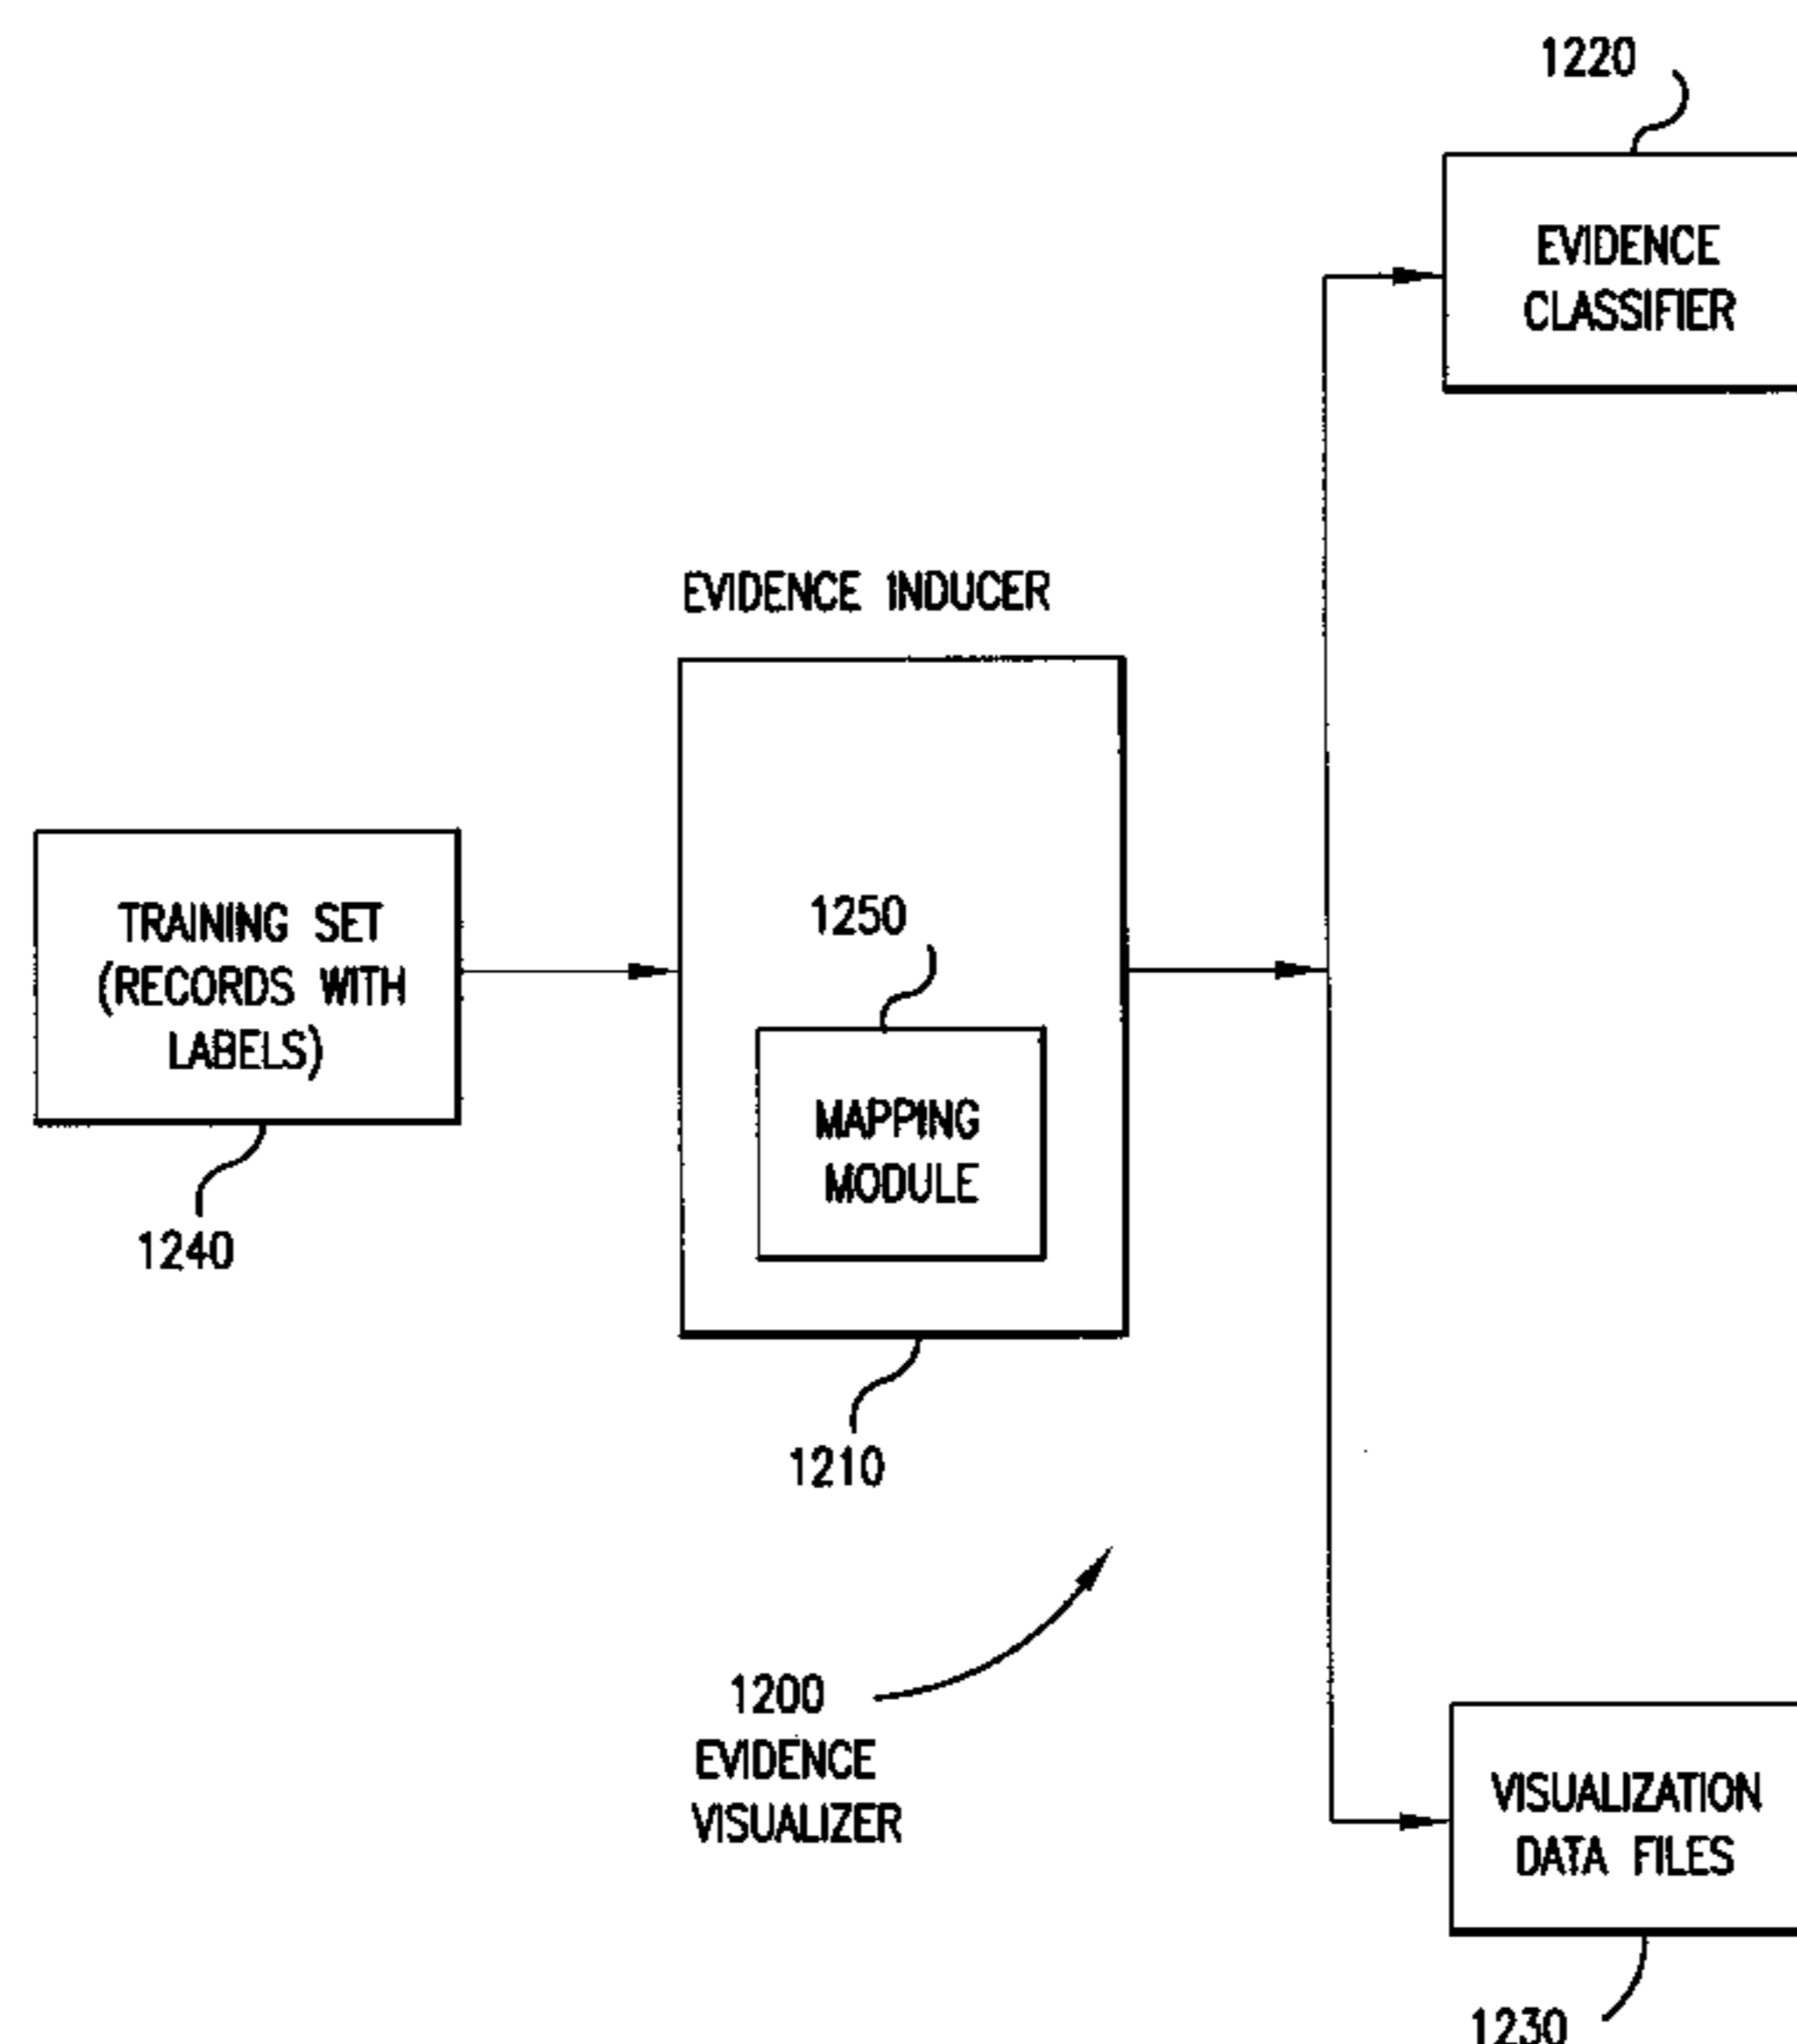 1220
EVIDENCE
CLASSIFIER
EVIDENCE INDUCER
1250
TRAINING SET
(RECORDS WITH
LABELS)
MAPPING
MODULE
1240
1210
1200
EVIDENCE
VISUALIZER
VISUALIZATION
DATA FILES
1230